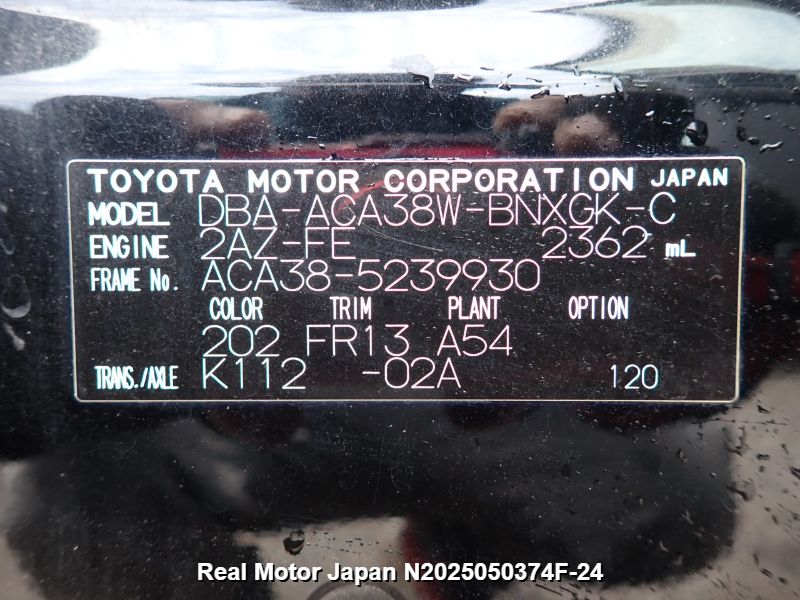 TOYOTA MOTOR CORPORATION JAPAN
MODEL DBA-ACA38W-BNXGK-C
ENGINE 2AZ-FE 2362 mL
FRAME No. ACA38-5239930
COLOR TRIM PLANT OPTION
202 FR13 A54
TRANS./AXLE K112 -02A 120
Real Motor Japan N2025050374F-24